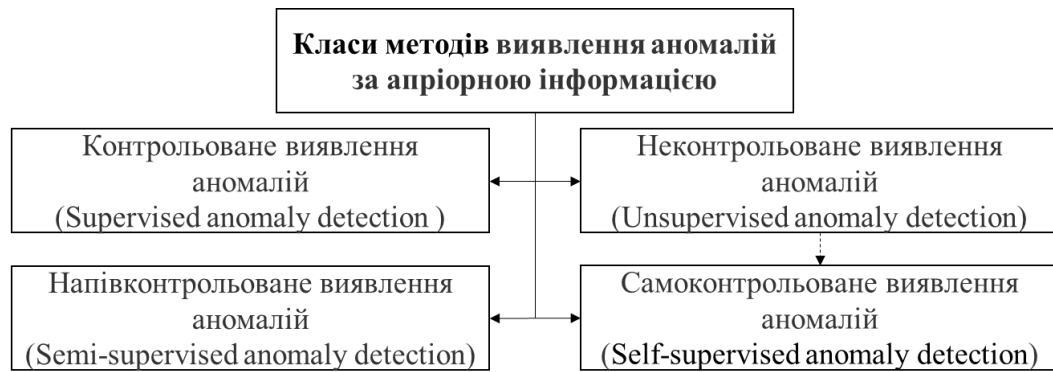 Класи методів виявлення аномалій
за апріорною інформацією
Контрольоване виявлення
аномалій
(Supervised anomaly detection )
Неконтрольоване виявлення
аномалій
(Unsupervised anomaly detection)
Напівконтрольоване виявлення
аномалій
(Semi-supervised anomaly detection)
Самоконтрольоване виявлення
аномалій
(Self-supervised anomaly detection)